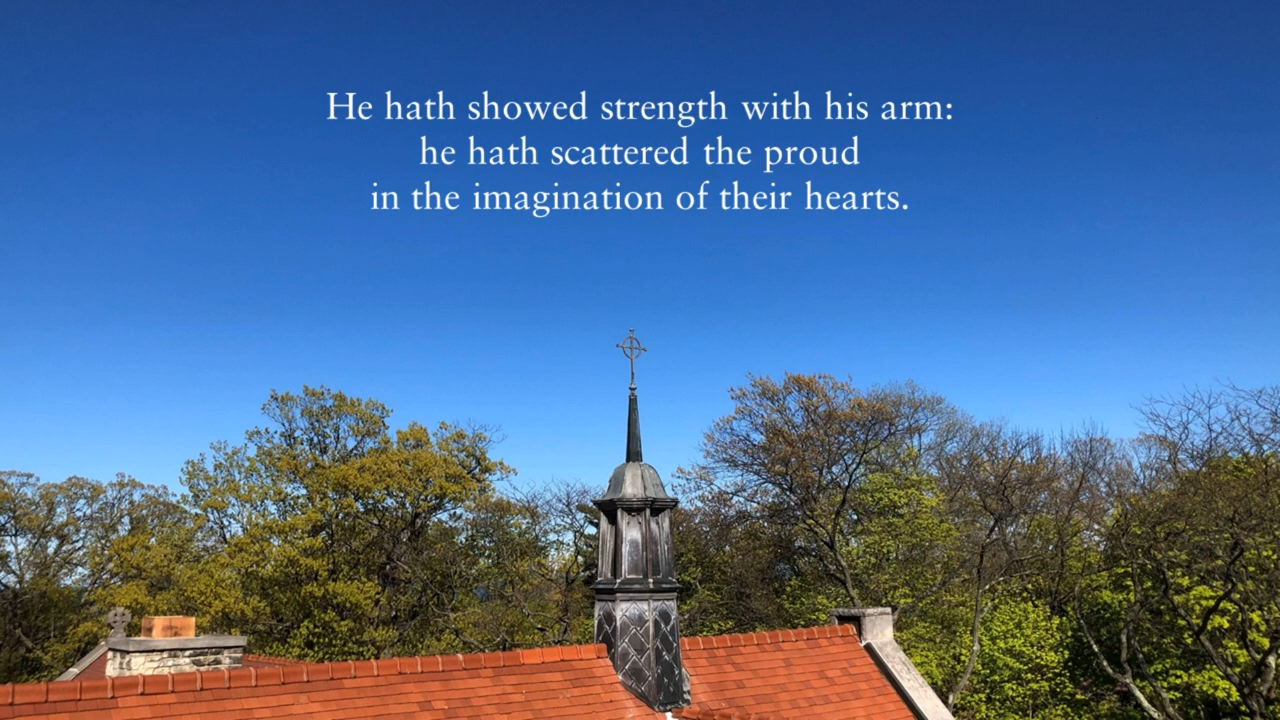 He hath showed strength with his arm:
he hath scattered the proud
in the imagination of their hearts.